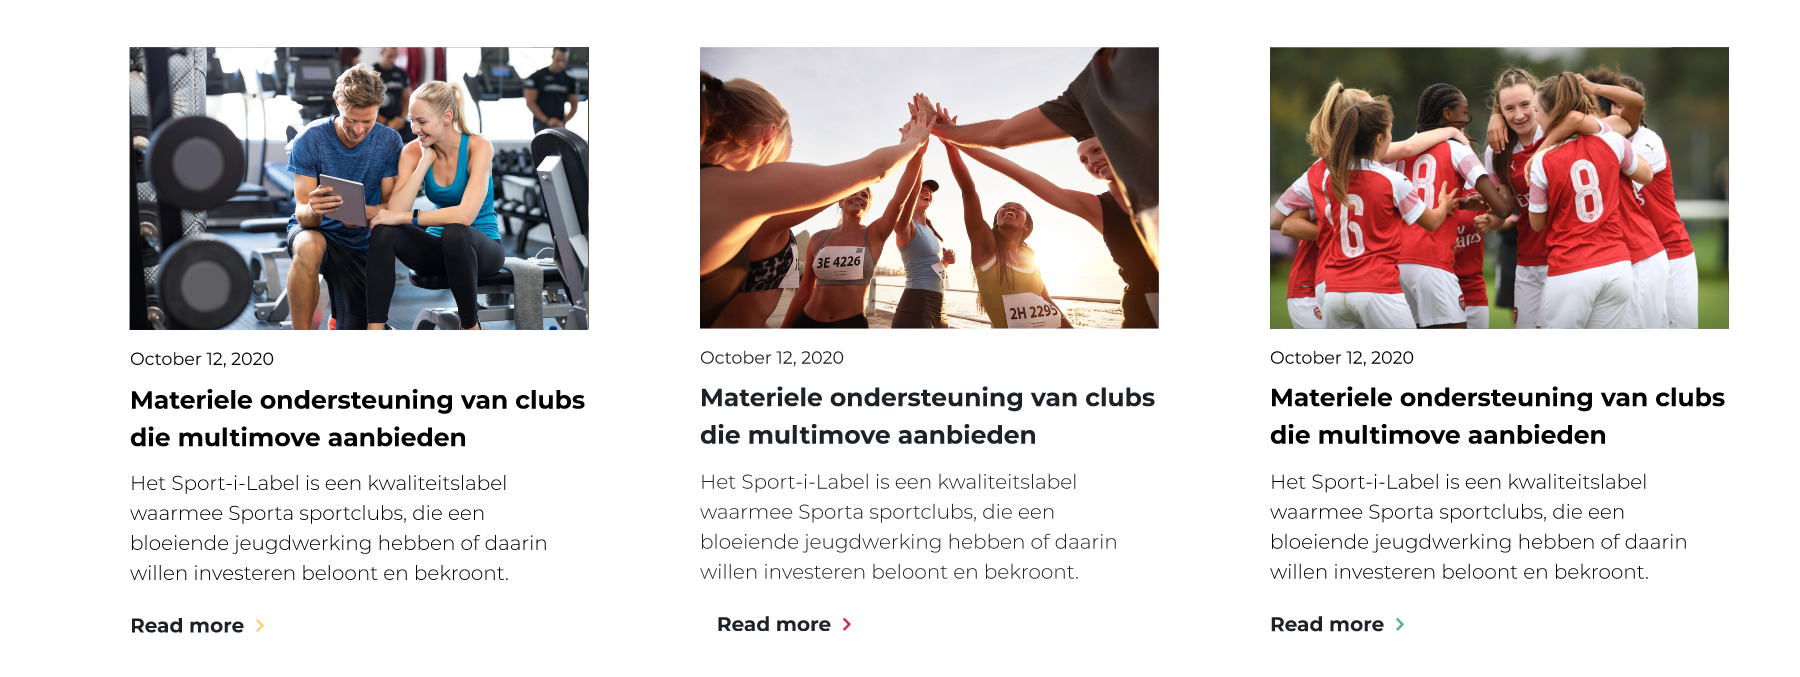 3E 4226
2H 2295
6
8
8
October 12, 2020
Materiele ondersteuning van clubs
die multimove aanbieden
Het Sport-i-Label is een kwaliteitslabel
waarmee Sporta sportclubs, die een
bloeiende jeugdwerking hebben of daarin
willen investeren beloont en bekroont.
Read more
October 12, 2020
Materiele ondersteuning van clubs
die multimove aanbieden
Het Sport-i-Label is een kwaliteitslabel
waarmee Sporta sportclubs, die een
bloeiende jeugdwerking hebben of daarin
willen investeren beloont en bekroont.
Read more
October 12, 2020
Materiele ondersteuning van clubs
die multimove aanbieden
Het Sport-i-Label is een kwaliteitslabel
waarmee Sporta sportclubs, die een
bloeiende jeugdwerking hebben of daarin
willen investeren beloont en bekroont.
Read more